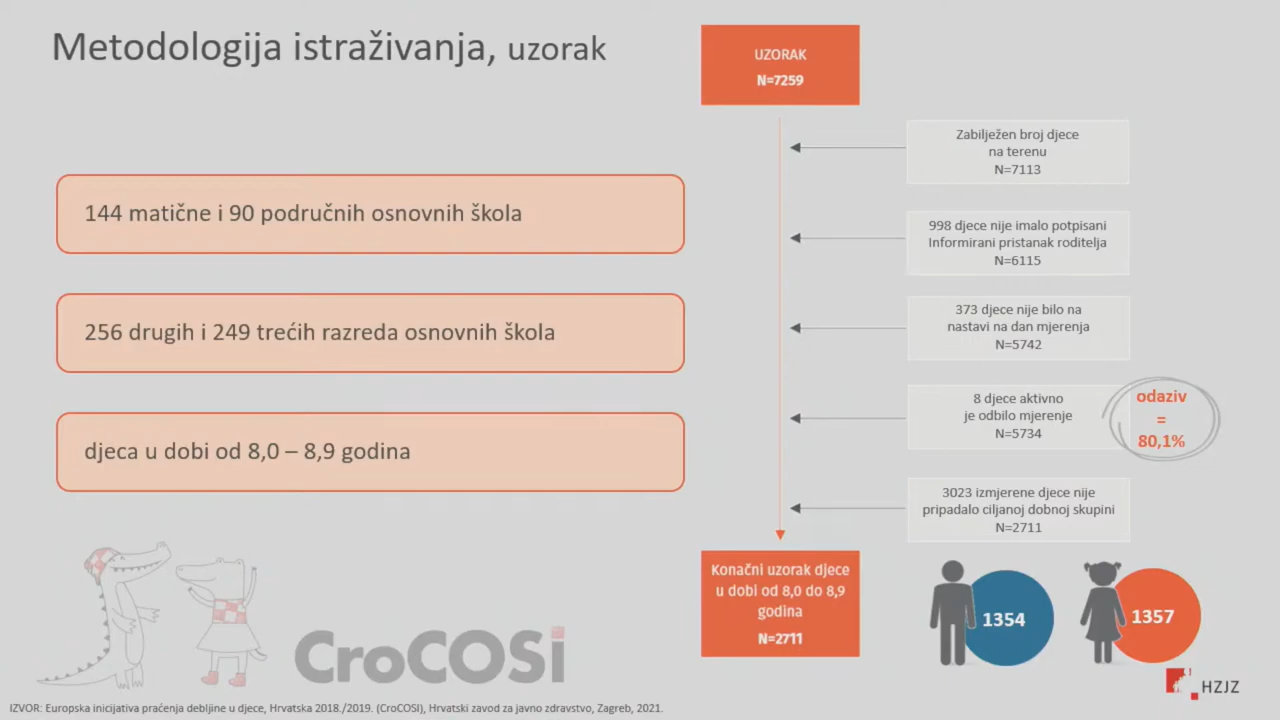 Metodologija istraživanja, uzorak
144 matične i 90 područnih osnovnih škola
256 drugih i 249 trećih razreda osnovnih škola
djeca u dobi od 8,0 – 8,9 godina
UZORAK
N=7259
Zabilježen broj djece
na terenu
N=7113
998 djece nije imalo potpisani
Informirani pristanak roditelja
N=6115
373 djece nije bilo na
nastavi na dan mjerenja
N=5742
8 djece aktivno
je odbilo mjerenje
N=5734
odaziv
=
80,1%
3023 izmjerene djece nije
pripadalo ciljanoj dobnoj skupini
N=2711
Konačni uzorak djece
u dobi od 8,0 do 8,9
godina
N=2711
1354
1357
CroCOSi
HZJZ
IZVOR: Europska inicijativa praćenja debljine u djece, Hrvatska 2018./2019. (CroCOSI), Hrvatski zavod za javno zdravstvo, Zagreb, 2021.